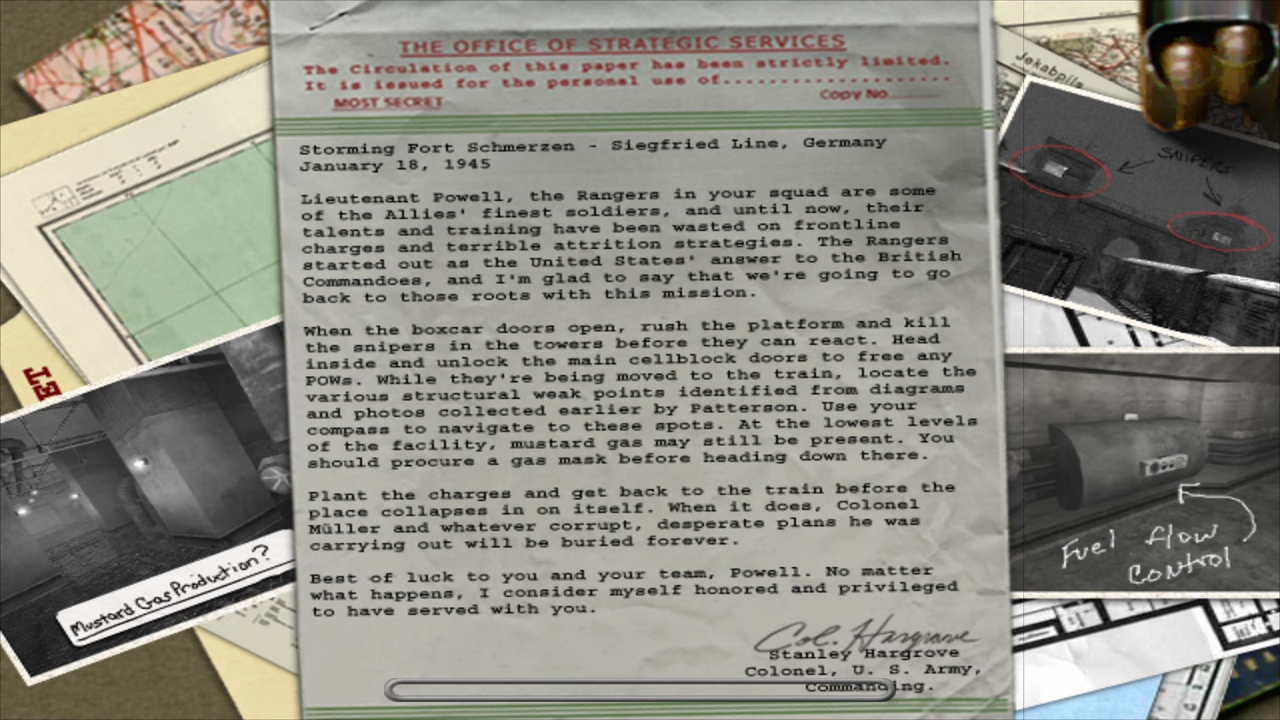 THE OFFICE OF STRATEGIC SERVICES
The Circulation of this paper has been strictly limited.
It is issued for the personal use of....................
MOST SECRET
Copy No.......
Storming Fort Schmerzen - Siegfried Line, Germany
January 18, 1945
Lieutenant Powell, the Rangers in your squad are some
of the Allies' finest soldiers, and until now, their
talents and training have been wasted on frontline
charges and terrible attrition strategies. The Rangers
started out as the United States' answer to the British
Commandoes, and I'm glad to say that we're going to go
back to those roots with this mission.
When the boxcar doors open, rush the platform and kill
the snipers in the towers before they can react. Head
inside and unlock the main cellblock doors to free any
POWs. While they're being moved to the train, locate the
various structural weak points identified from diagrams
and photos collected earlier by Patterson. Use your
compass to navigate to these spots. At the lowest levels
of the facility, mustard gas may still be present. You
should procure a gas mask before heading down there.
Plant the charges and get back to the train before the
place collapses in on itself. When it does, Colonel
Müller and whatever corrupt, desperate plans he was
carrying out will be buried forever.
Best of luck to you and your team, Powell. No matter
what happens, I consider myself honored and privileged
to have served with you.
Col. Hargrove
Stanley Hargrove
Colonel, U. S. Army,
Commanding.
ET
Mustard Gas Production?
Jekabpils
SNIPERS
Fuel flow
control